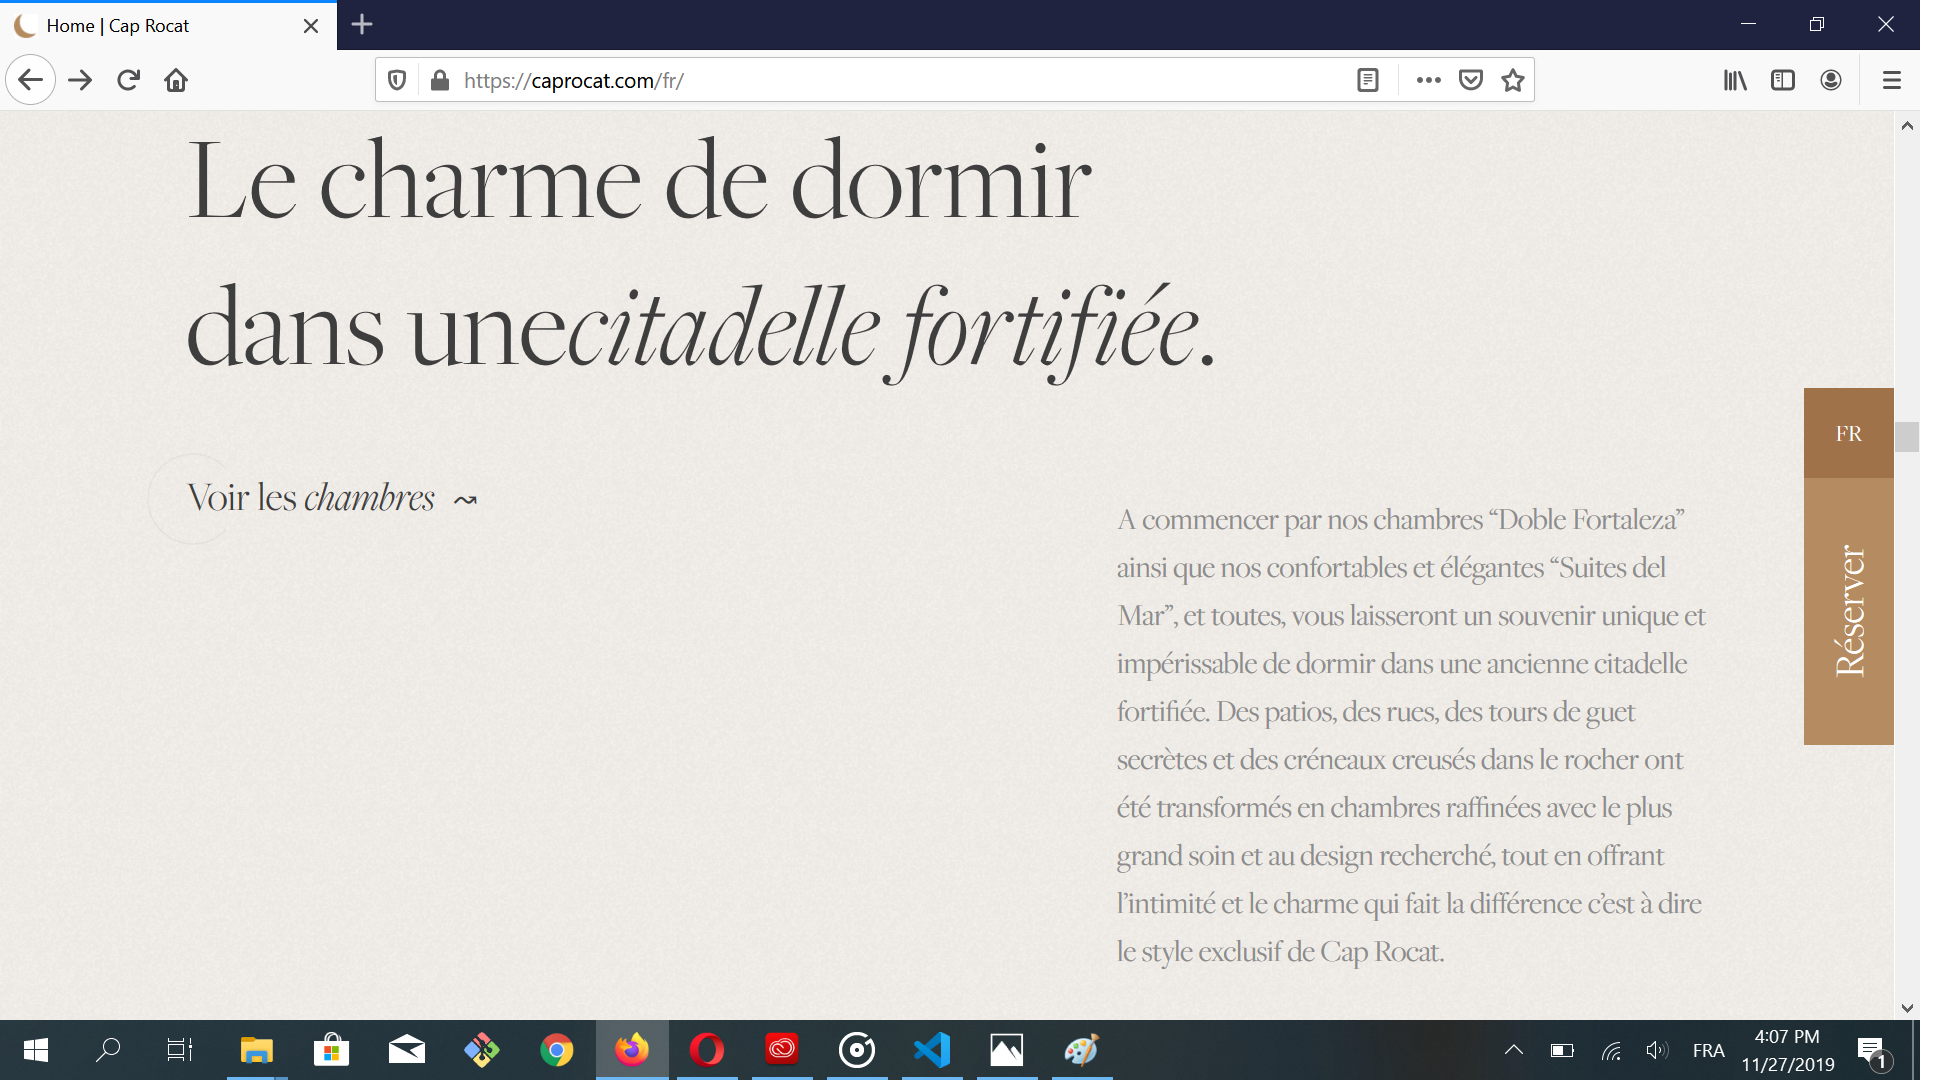 Home | Cap Rocat
https://caprocat.com/fr/
Le charme de dormir
dans unecitadelle fortifiée.
FR
Voir les chambres ↝
Réserver
A commencer par nos chambres “Doble Fortaleza”
ainsi que nos confortables et élégantes “Suites del
Mar”, et toutes, vous laisseront un souvenir unique et
impérissable de dormir dans une ancienne citadelle
fortifiée. Des patios, des rues, des tours de guet
secrètes et des créneaux creusés dans le rocher ont
été transformés en chambres raffinées avec le plus
grand soin et au design recherché, tout en offrant
l’intimité et le charme qui fait la différence c’est à dire
le style exclusif de Cap Rocat.
FRA
4:07 PM
11/27/2019
1